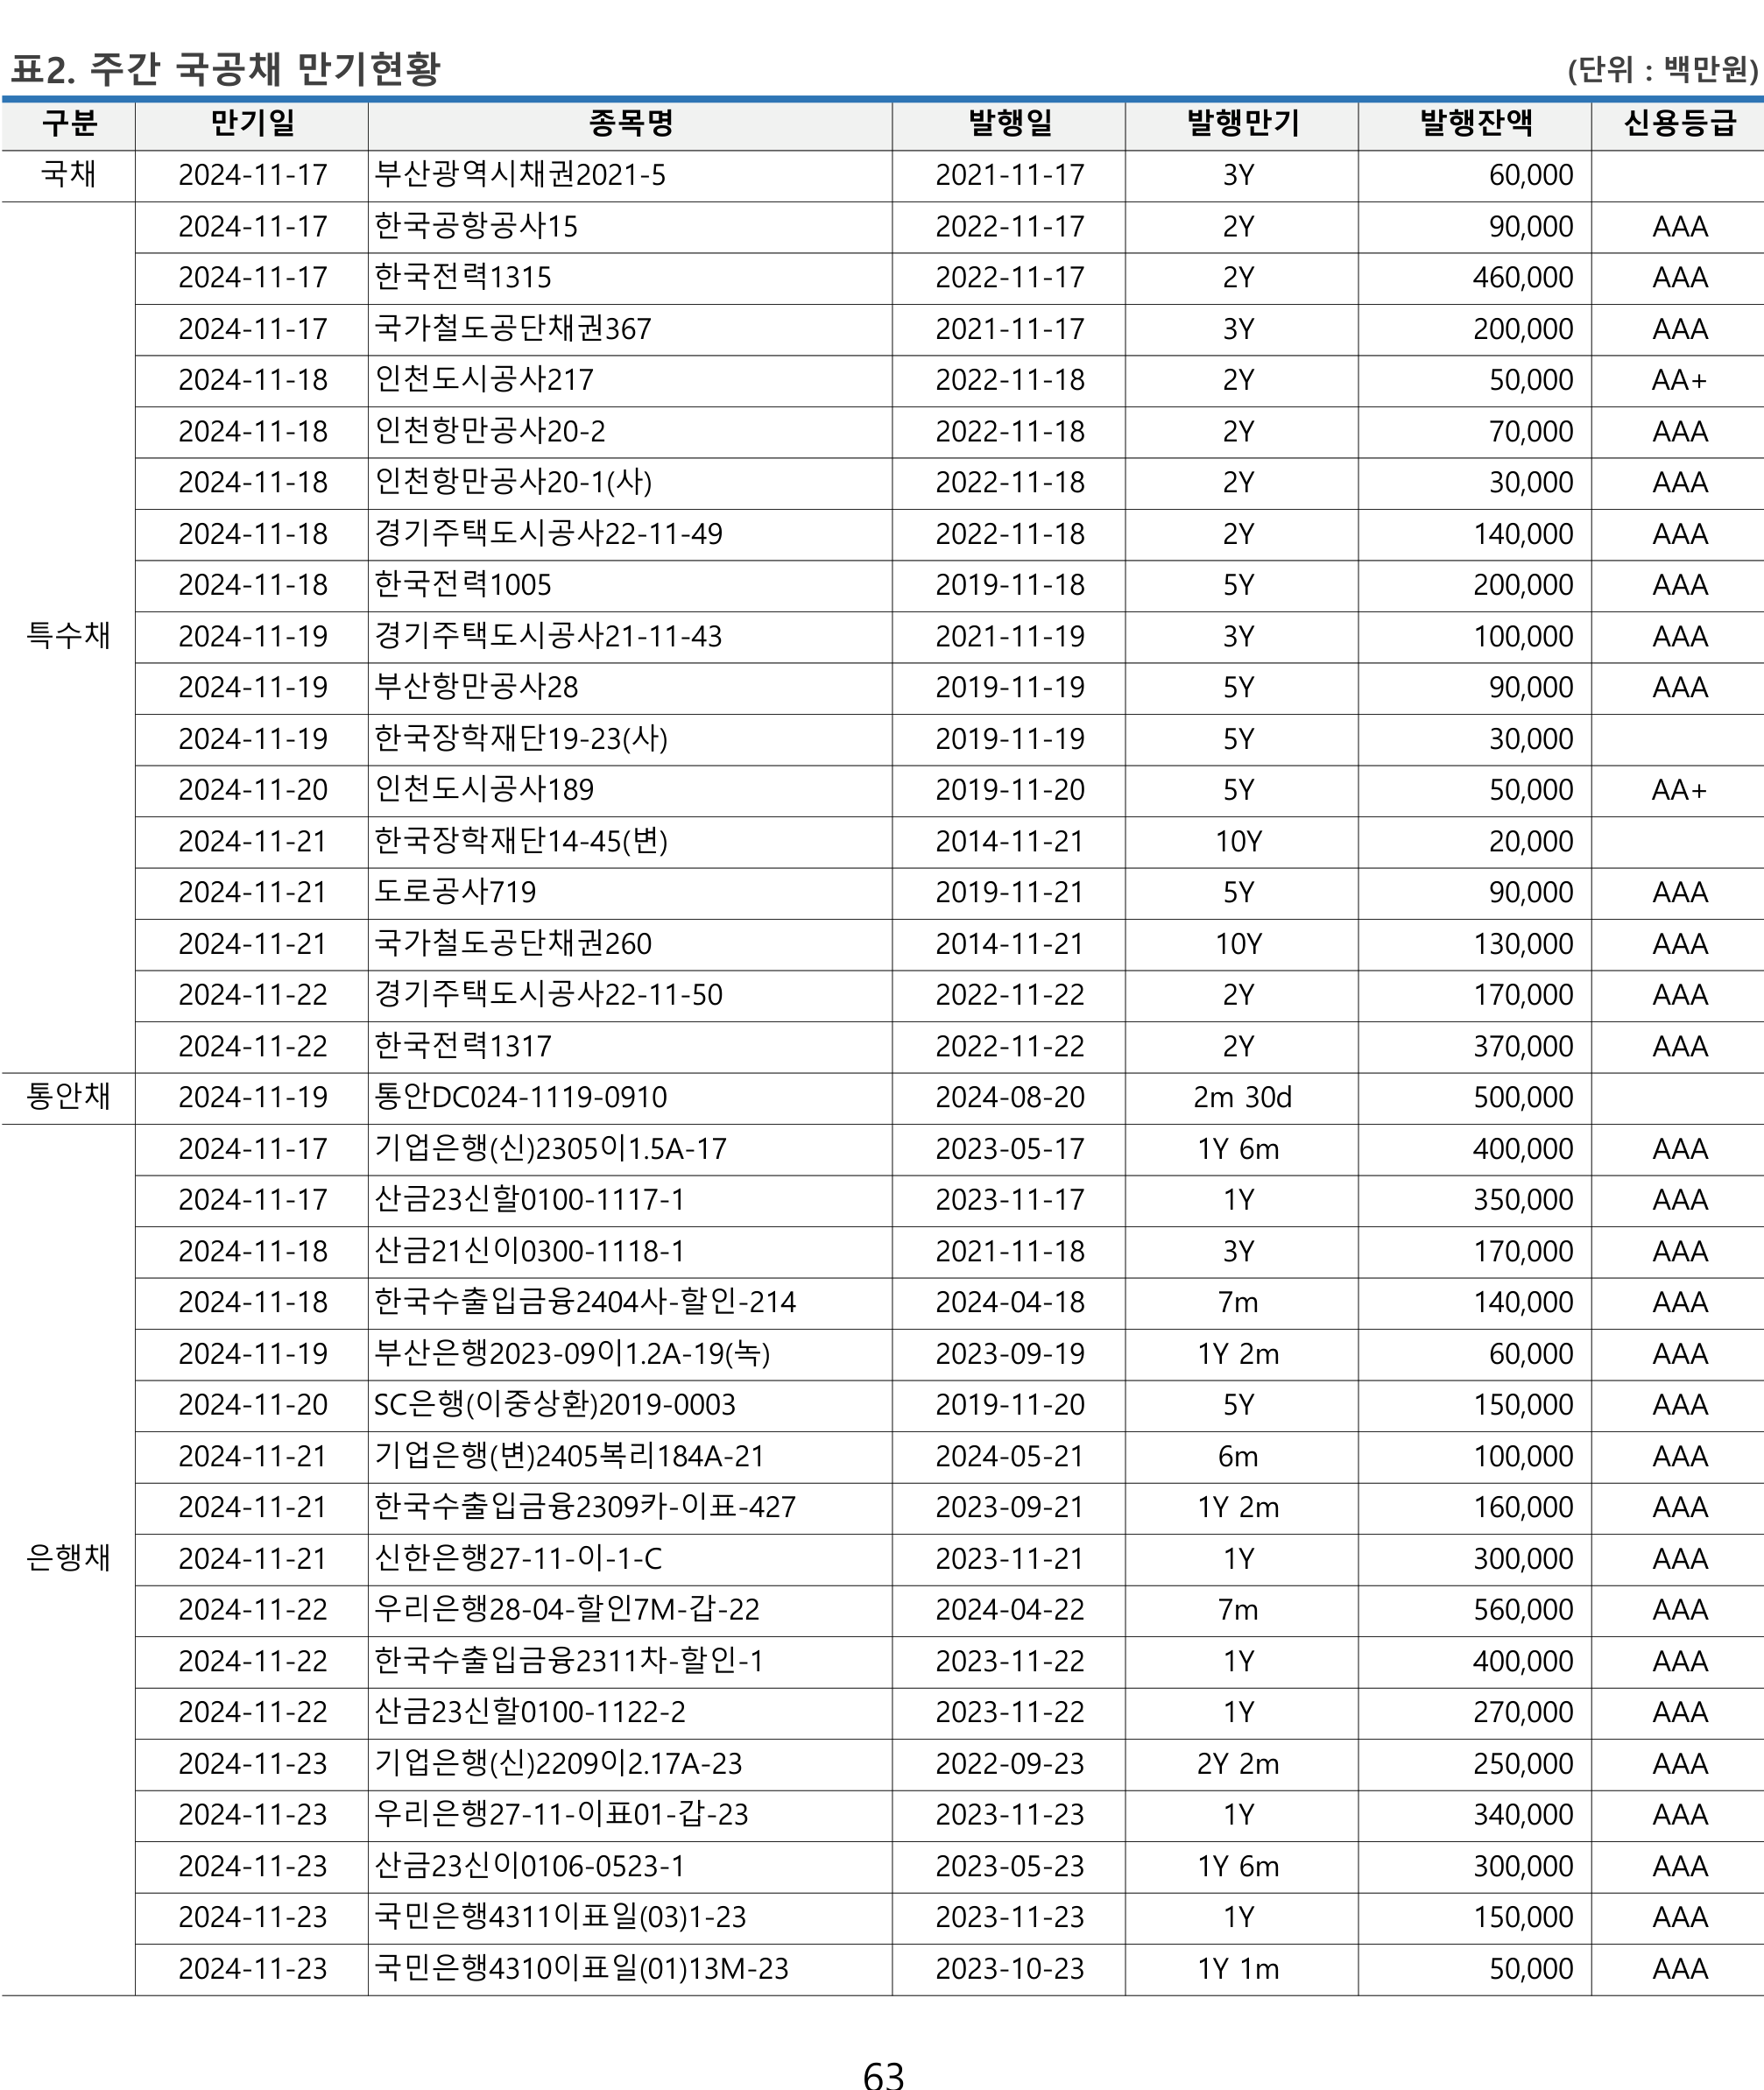 표2. 주간 국공채 만기현황 (단위 : 백만원)
구분 만기일 종목명 발행일 발행만기 발행잔액 신용등급
국채 2024-11-17 부산광역시채권2021-5 2021-11-17 3Y 60,000
특수채 2024-11-17 한국공항공사15 2022-11-17 2Y 90,000 AAA
2024-11-17 한국전력1315 2022-11-17 2Y 460,000 AAA
2024-11-17 국가철도공단채권367 2021-11-17 3Y 200,000 AAA
2024-11-18 인천도시공사217 2022-11-18 2Y 50,000 AA+
2024-11-18 인천항만공사20-2 2022-11-18 2Y 70,000 AAA
2024-11-18 인천항만공사20-1(사) 2022-11-18 2Y 30,000 AAA
2024-11-18 경기주택도시공사22-11-49 2022-11-18 2Y 140,000 AAA
2024-11-18 한국전력1005 2019-11-18 5Y 200,000 AAA
2024-11-19 경기주택도시공사21-11-43 2021-11-19 3Y 100,000 AAA
2024-11-19 부산항만공사28 2019-11-19 5Y 90,000 AAA
2024-11-19 한국장학재단19-23(사) 2019-11-19 5Y 30,000
2024-11-20 인천도시공사189 2019-11-20 5Y 50,000 AA+
2024-11-21 한국장학재단14-45(변) 2014-11-21 10Y 20,000
2024-11-21 도로공사719 2019-11-21 5Y 90,000 AAA
2024-11-21 국가철도공단채권260 2014-11-21 10Y 130,000 AAA
2024-11-22 경기주택도시공사22-11-50 2022-11-22 2Y 170,000 AAA
2024-11-22 한국전력1317 2022-11-22 2Y 370,000 AAA
통안채 2024-11-19 통안DC024-1119-0910 2024-08-20 2m 30d 500,000
은행채 2024-11-17 기업은행(신)2305이1.5A-17 2023-05-17 1Y 6m 400,000 AAA
2024-11-17 산금23신할0100-1117-1 2023-11-17 1Y 350,000 AAA
2024-11-18 산금21신이0300-1118-1 2021-11-18 3Y 170,000 AAA
2024-11-18 한국수출입금융2404사-할인-214 2024-04-18 7m 140,000 AAA
2024-11-19 부산은행2023-09이1.2A-19(녹) 2023-09-19 1Y 2m 60,000 AAA
2024-11-20 SC은행(이중상환)2019-0003 2019-11-20 5Y 150,000 AAA
2024-11-21 기업은행(변)2405복리184A-21 2024-05-21 6m 100,000 AAA
2024-11-21 한국수출입금융2309카-이표-427 2023-09-21 1Y 2m 160,000 AAA
2024-11-21 신한은행27-11-이-1-C 2023-11-21 1Y 300,000 AAA
2024-11-22 우리은행28-04-할인7M-갑-22 2024-04-22 7m 560,000 AAA
2024-11-22 한국수출입금융2311차-할인-1 2023-11-22 1Y 400,000 AAA
2024-11-22 산금23신할0100-1122-2 2023-11-22 1Y 270,000 AAA
2024-11-23 기업은행(신)2209이2.17A-23 2022-09-23 2Y 2m 250,000 AAA
2024-11-23 우리은행27-11-이표01-갑-23 2023-11-23 1Y 340,000 AAA
2024-11-23 산금23신이0106-0523-1 2023-05-23 1Y 6m 300,000 AAA
2024-11-23 국민은행4311이표일(03)1-23 2023-11-23 1Y 150,000 AAA
2024-11-23 국민은행4310이표일(01)13M-23 2023-10-23 1Y 1m 50,000 AAA
63